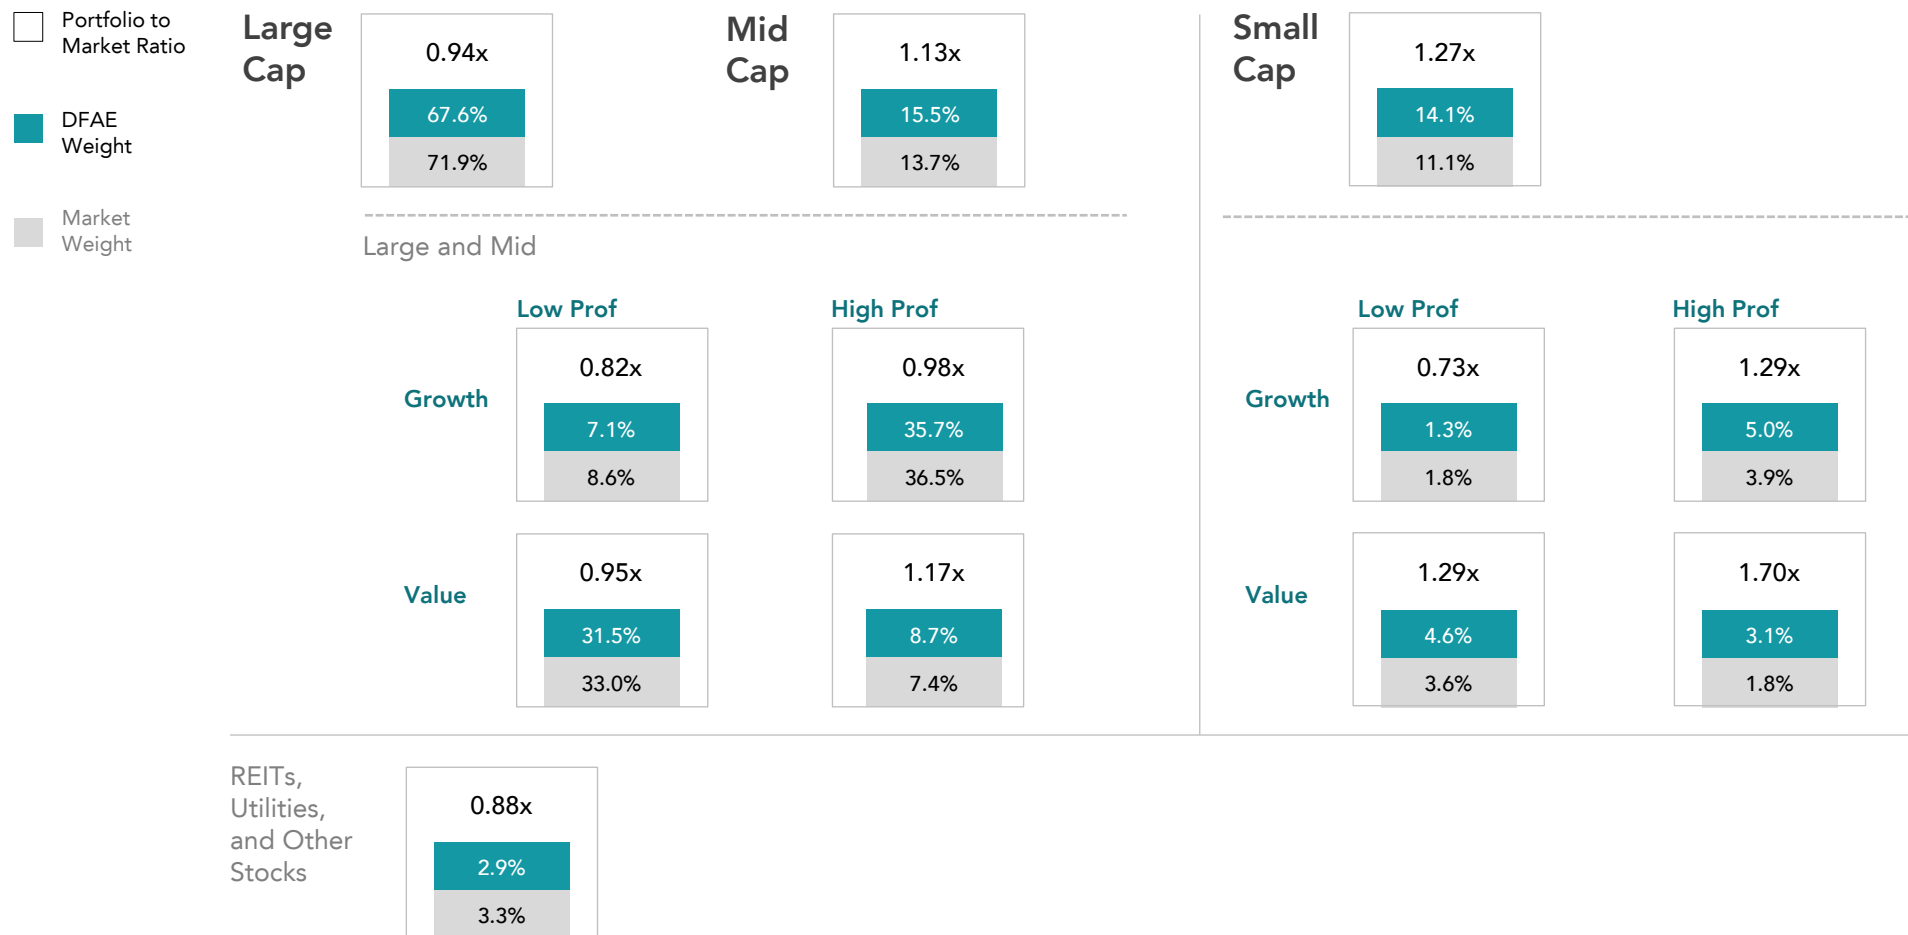 Portfolio to
Market Ratio
DFAE
Weight
Market
Weight
Large
Cap
0.94x
67.6%
71.9%
Mid
Cap
1.13x
15.5%
13.7%
Small
Cap
1.27x
14.1%
11.1%
Large and Mid
Low Prof
High Prof
Growth
0.82x
7.1%
8.6%
0.98x
35.7%
36.5%
Value
0.95x
31.5%
33.0%
1.17x
8.7%
7.4%
Low Prof
High Prof
Growth
0.73x
1.3%
1.8%
1.29x
5.0%
3.9%
Value
1.29x
4.6%
3.6%
1.70x
3.1%
1.8%
REITs,
Utilities,
and Other
Stocks
0.88x
2.9%
3.3%